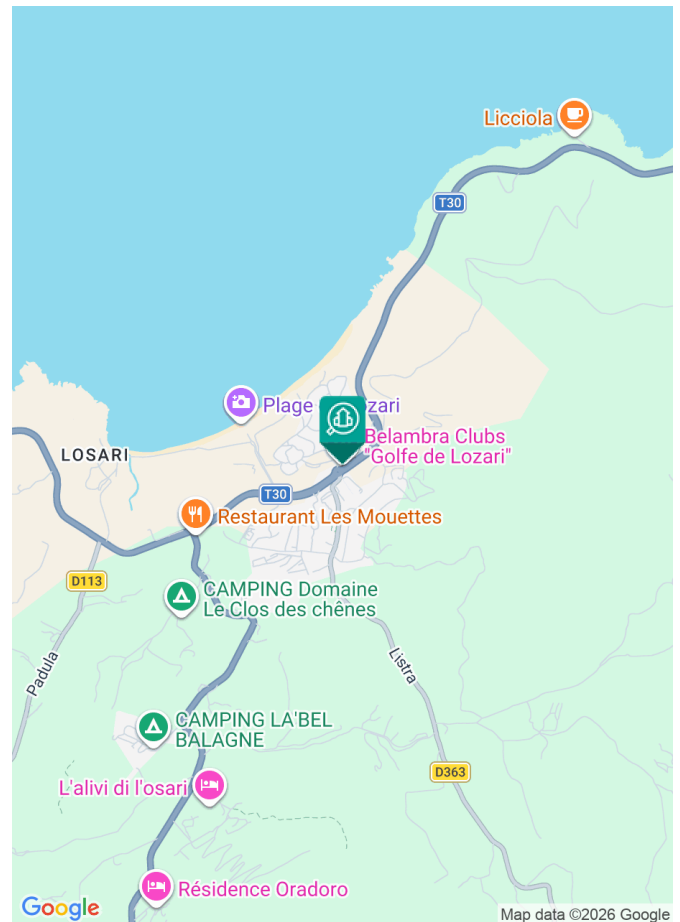 Licciola
T30
Plage
zari
Belambra Clubs
"Golfe de Lozari"
LOSARI
T30
Restaurant Les Mouettes
D113
CAMPING Domaine
Le Clos des chênes
Padula
Listra
CAMPING LA'BEL
BALAGNE
D363
L'alivi di l'osari
Résidence Oradoro
Google
Map data ©2026 Google